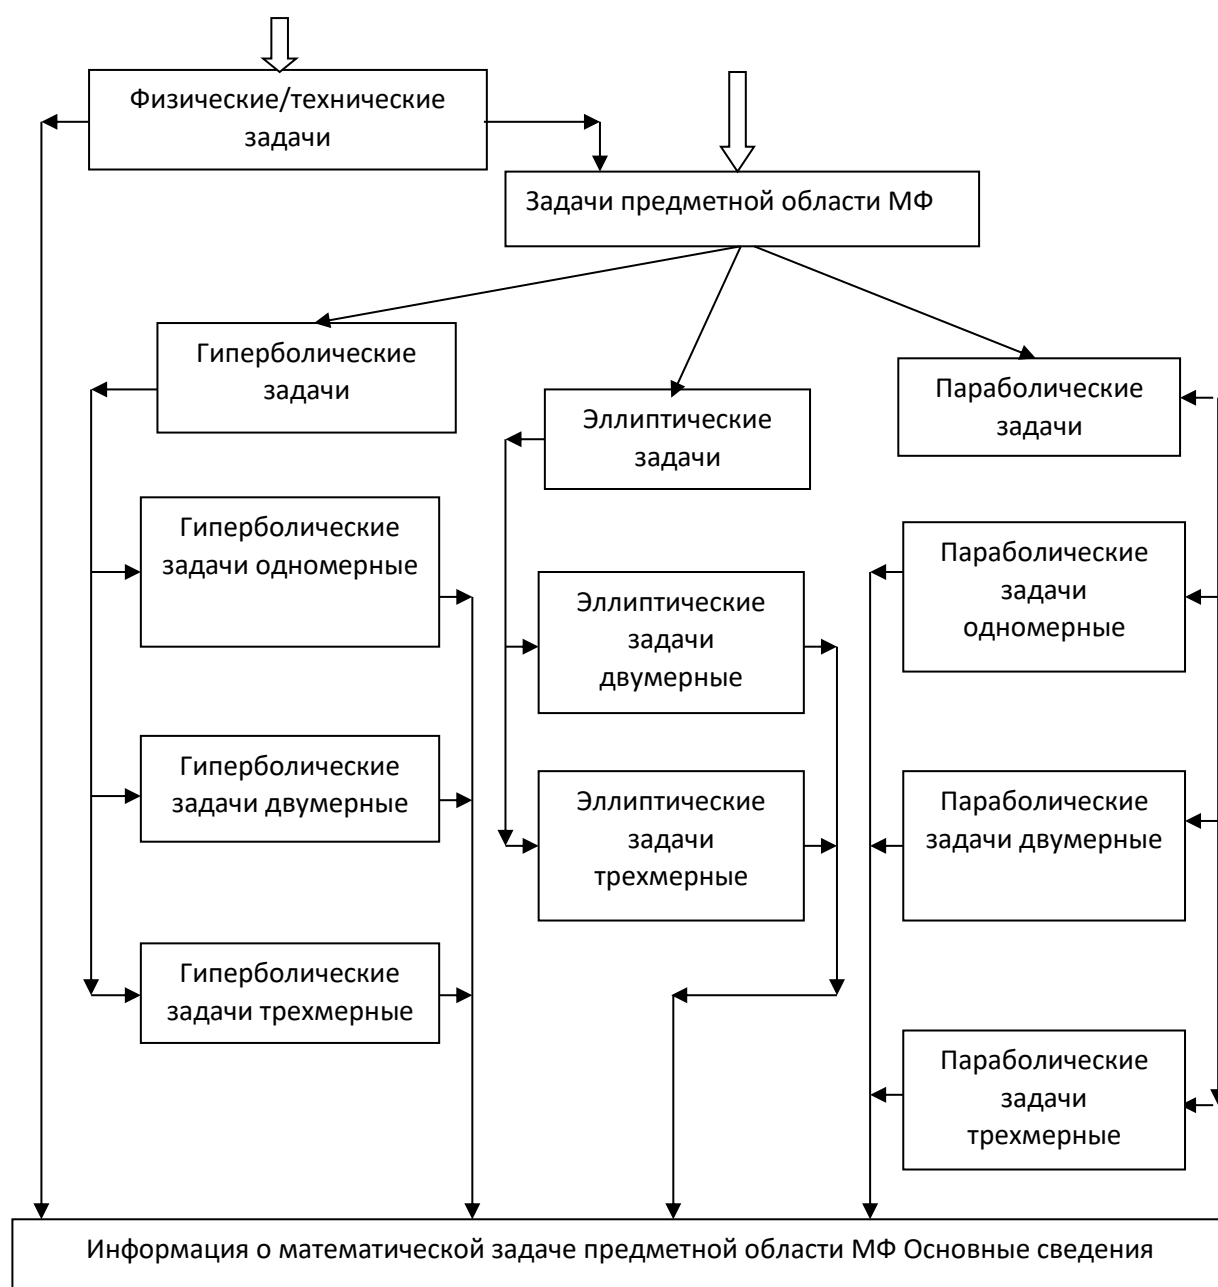 Физические/технические
задачи
Задачи предметной области МФ
Гиперболические
задачи
Эллиптические
задачи
Параболические
задачи
Гиперболические
задачи одномерные
Эллиптические
задачи
двумерные
Параболические
задачи
одномерные
Гиперболические
задачи двумерные
Эллиптические
задачи
трехмерные
Параболические
задачи двумерные
Гиперболические
задачи трехмерные
Параболические
задачи
трехмерные
Информация о математической задаче предметной области МФ Основные сведения